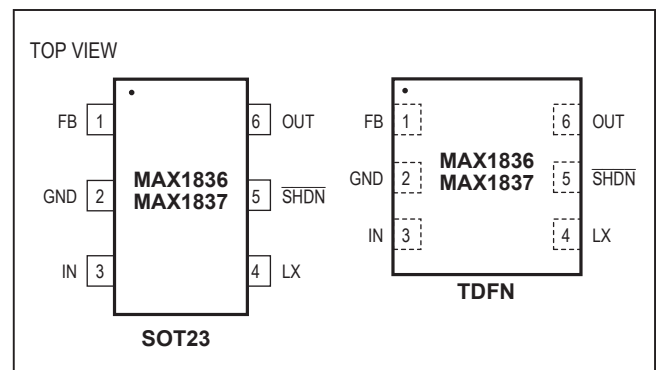 TOP VIEW
FB 1
6 OUT
GND 2
MAX1836
MAX1837
5 SHDN
IN 3
4 LX
SOT23
FB 1
6 OUT
GND 2
MAX1836
MAX1837
5 SHDN
IN 3
4 LX
TDFN